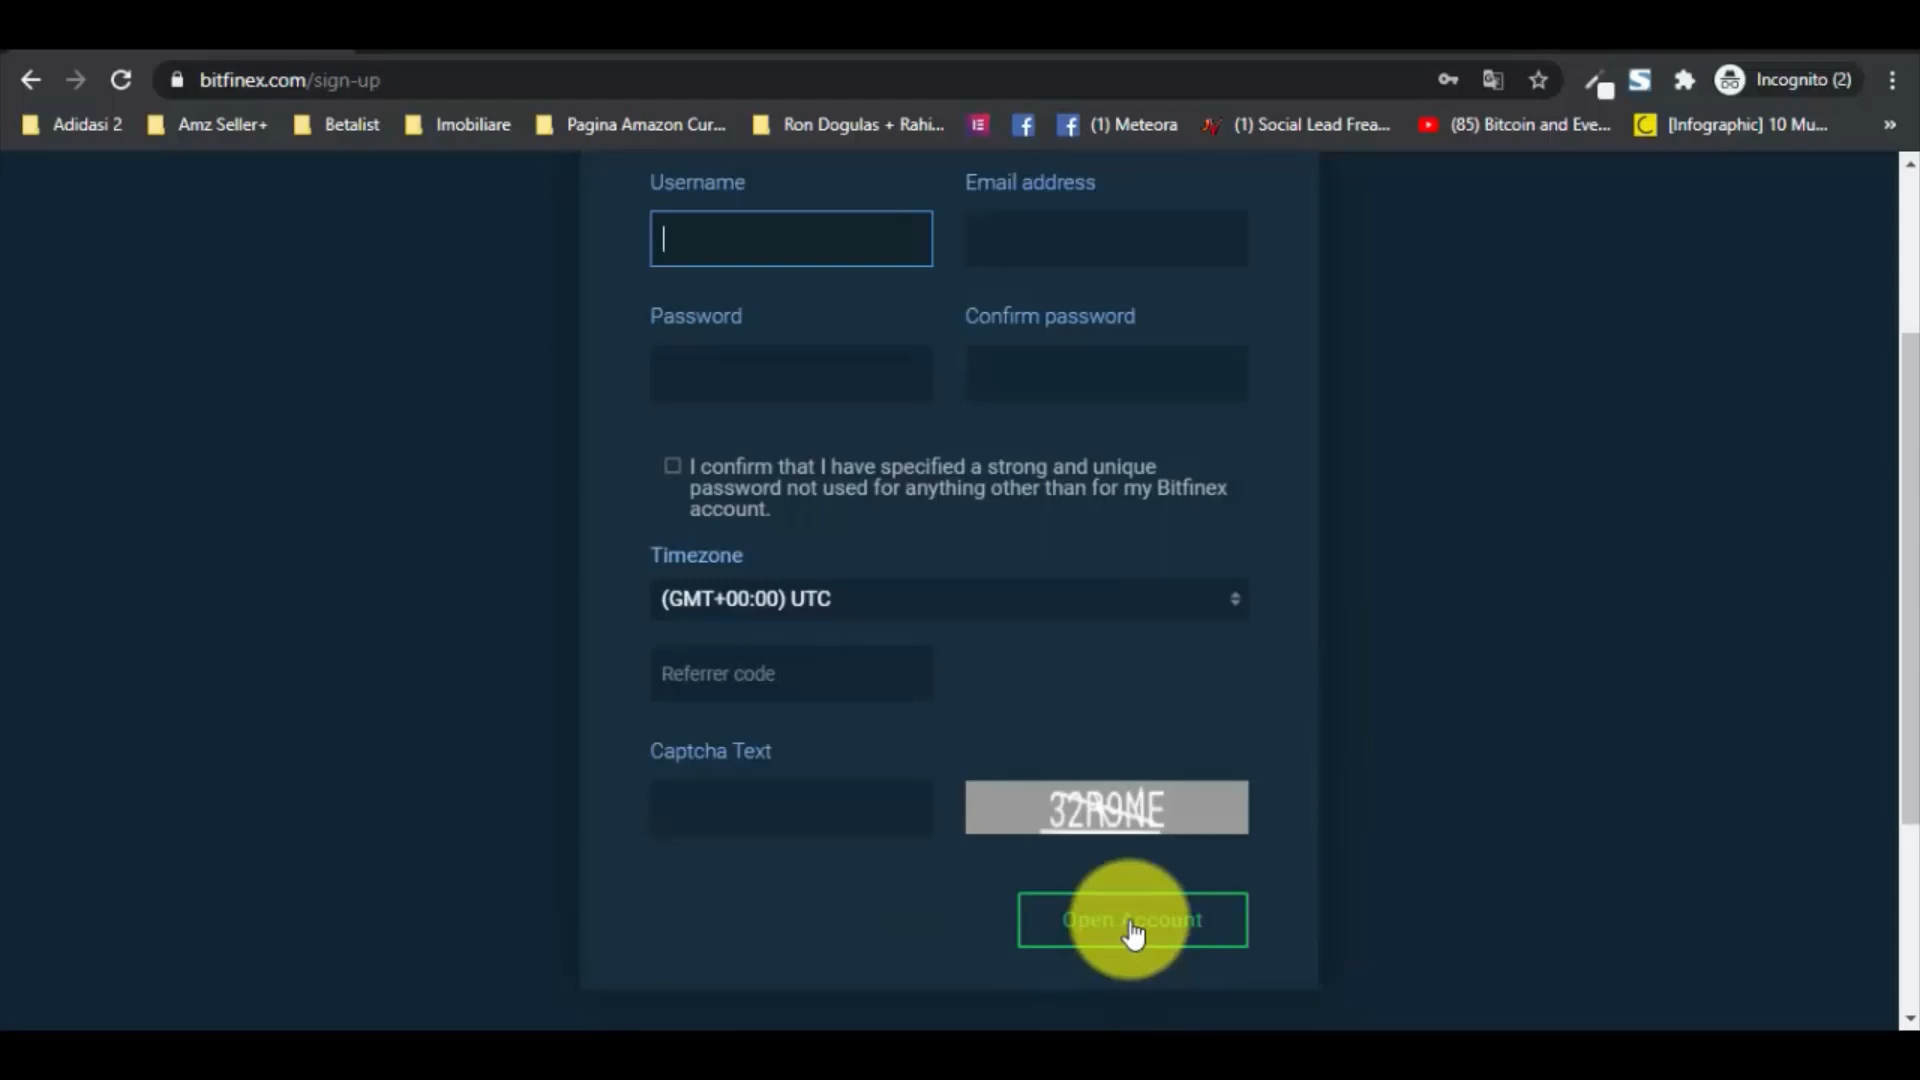 bitfinex.com/sign-up
Incognito (2)
Adidasi 2
Amz Seller+
Betalist
Imobiliare
Pagina Amazon Cur...
Ron Dogulas + Rahi...
(1) Meteora
(1) Social Lead Frea...
(85) Bitcoin and Eve...
[Infographic] 10 Mu...
»
Username
Email address
Password
Confirm password
I confirm that I have specified a strong and unique
password not used for anything other than for my Bitfinex
account.
Timezone
(GMT+00:00) UTC
Referrer code
Captcha Text
32R9NE
Open Account